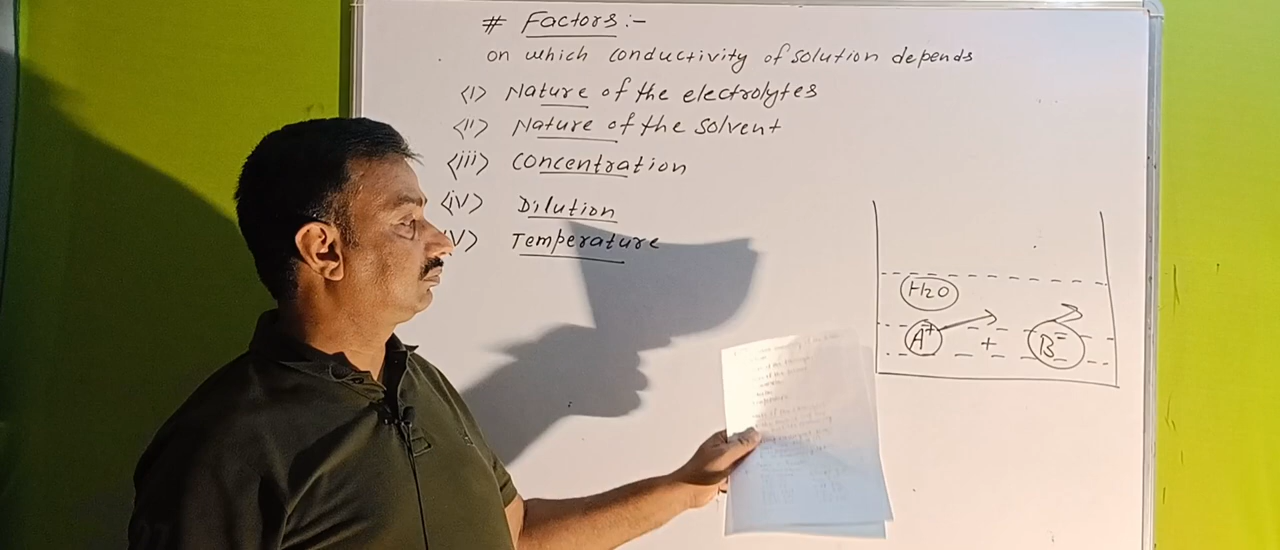 # Factors :-
on which conductivity of solution depends
<i> Nature of the electrolytes
<ii> Nature of the solvent
<iii> Concentration
<iv> Dilution
v> Temperature
H2O
A+ + B-